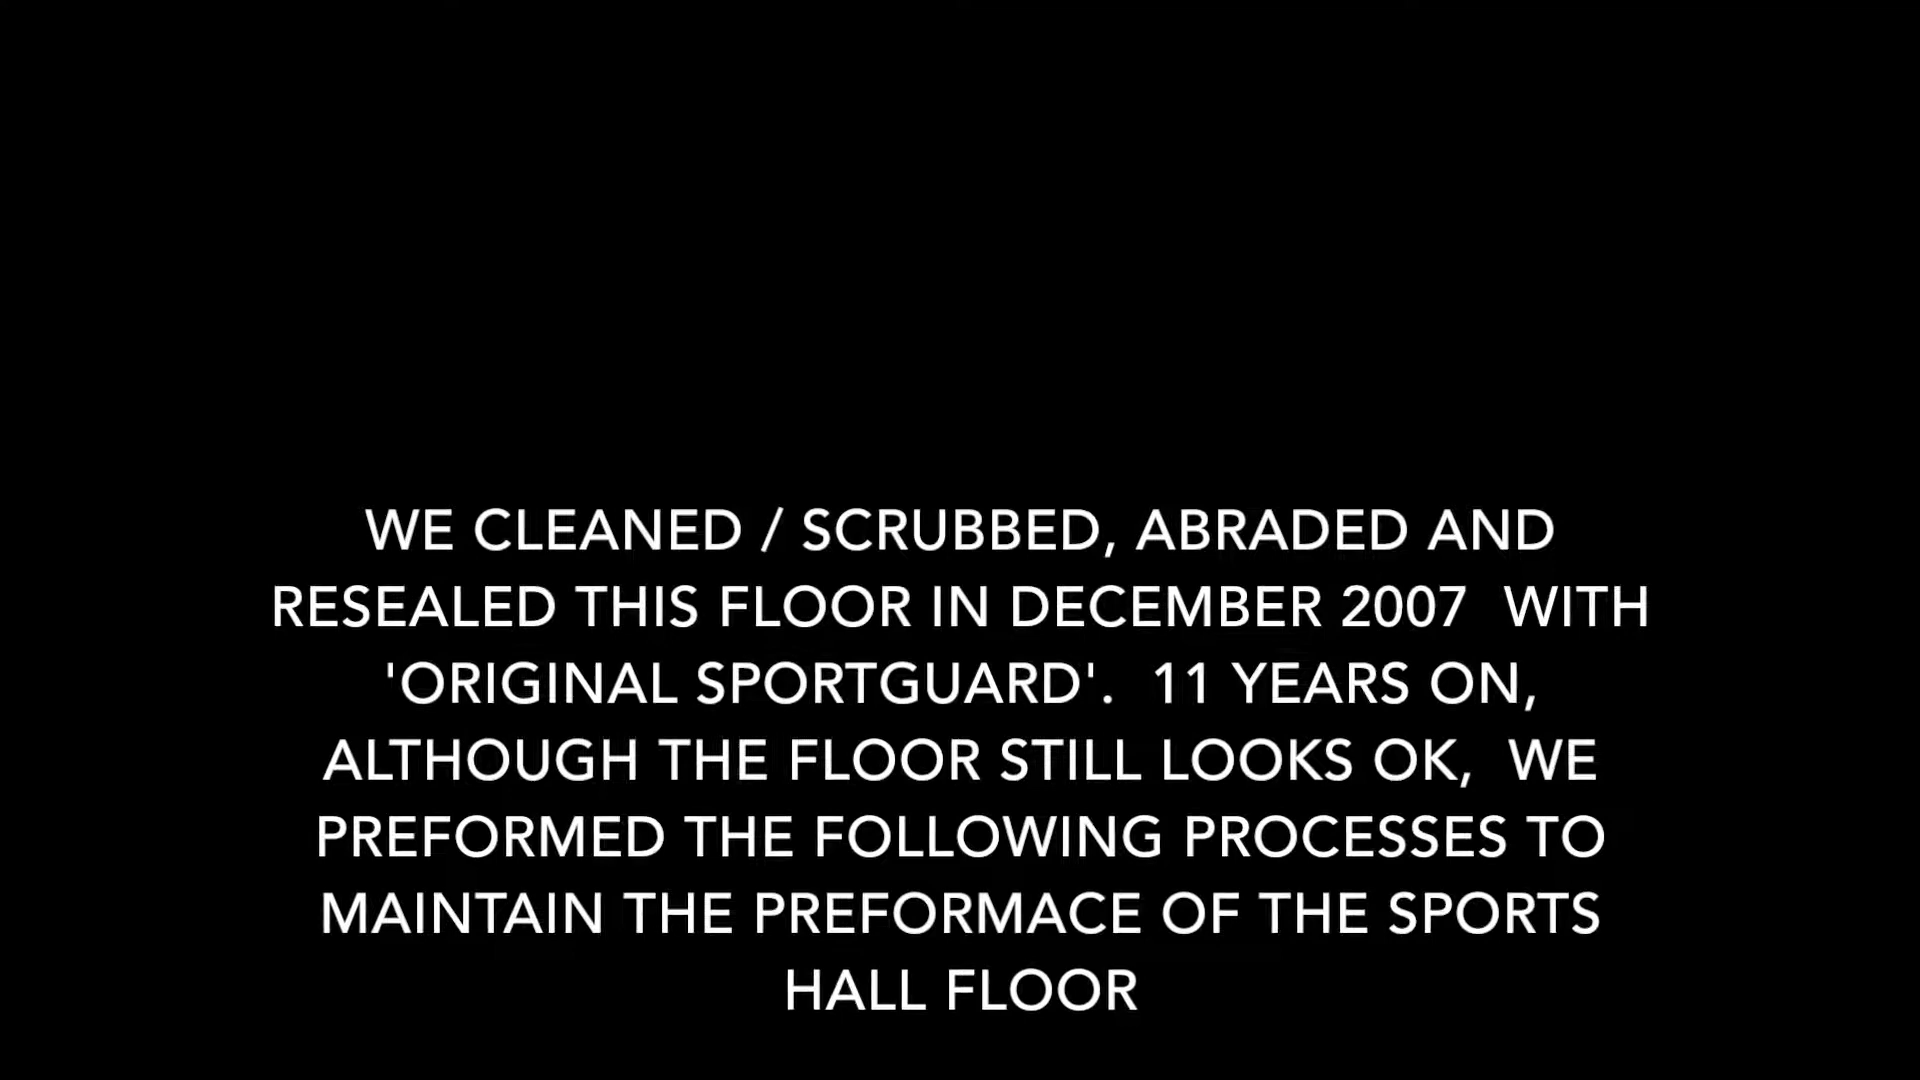 WE CLEANED / SCRUBBED, ABRADED AND
RESEALED THIS FLOOR IN DECEMBER 2007  WITH
'ORIGINAL SPORTGUARD'.  11 YEARS ON,
ALTHOUGH THE FLOOR STILL LOOKS OK,  WE
PREFORMED THE FOLLOWING PROCESSES TO
MAINTAIN THE PREFORMACE OF THE SPORTS
HALL FLOOR